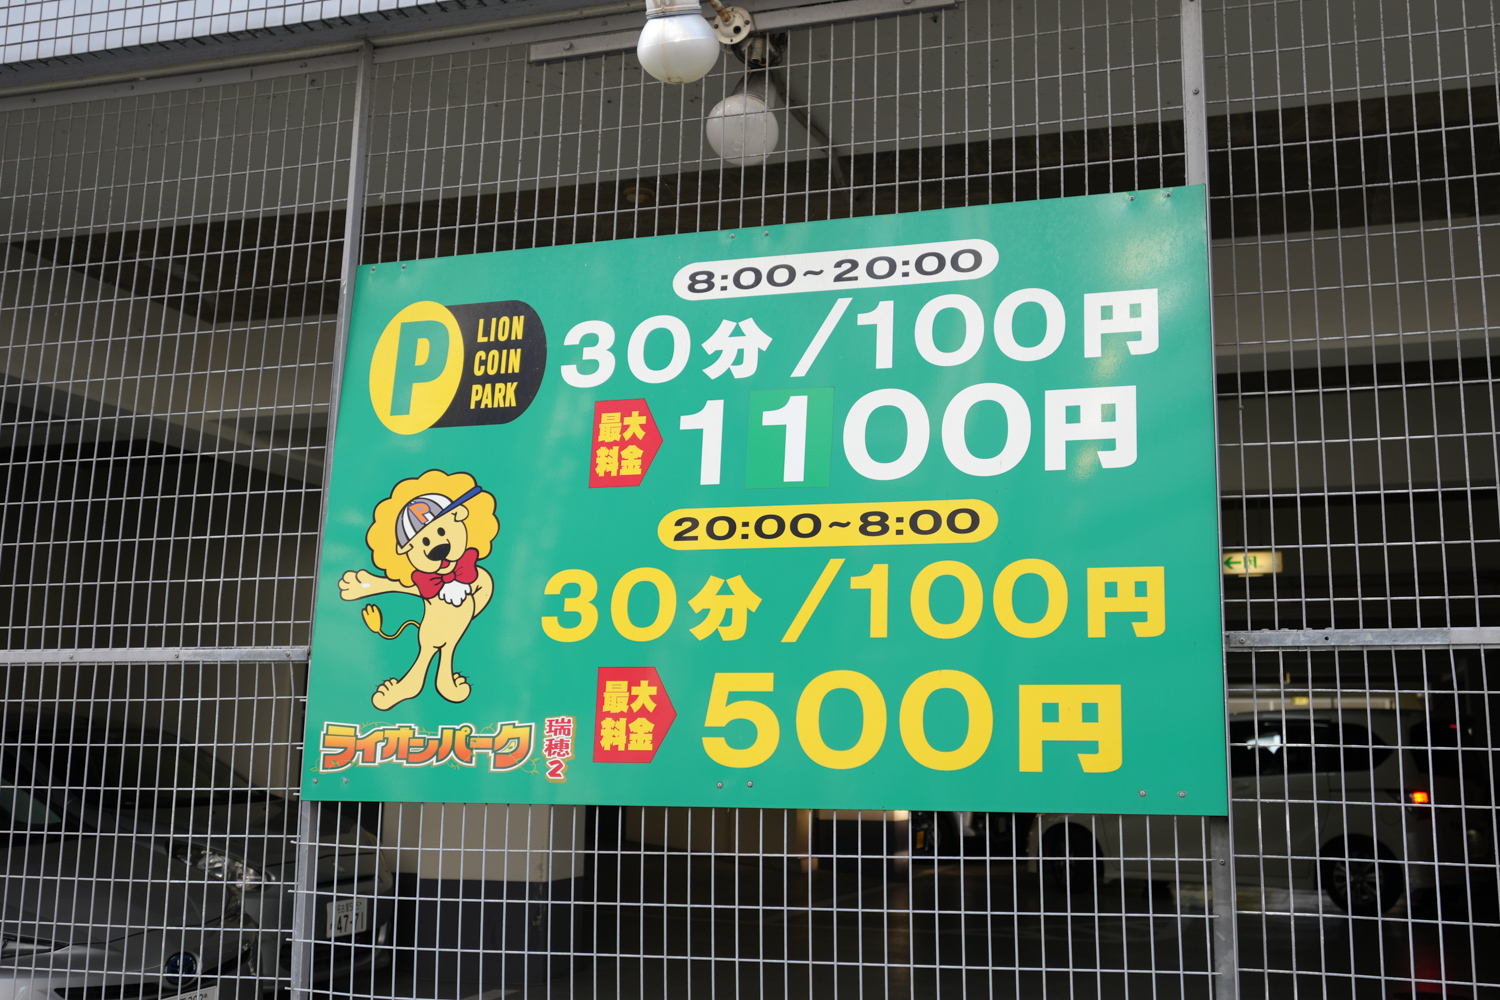 P
LION
COIN
PARK
8:00~20:00
30分/100円
最大
料金
1100円
20:00~8:00
30分/100円
最大
料金
500円
P
ライオンパーク
瑞穂2
47-71